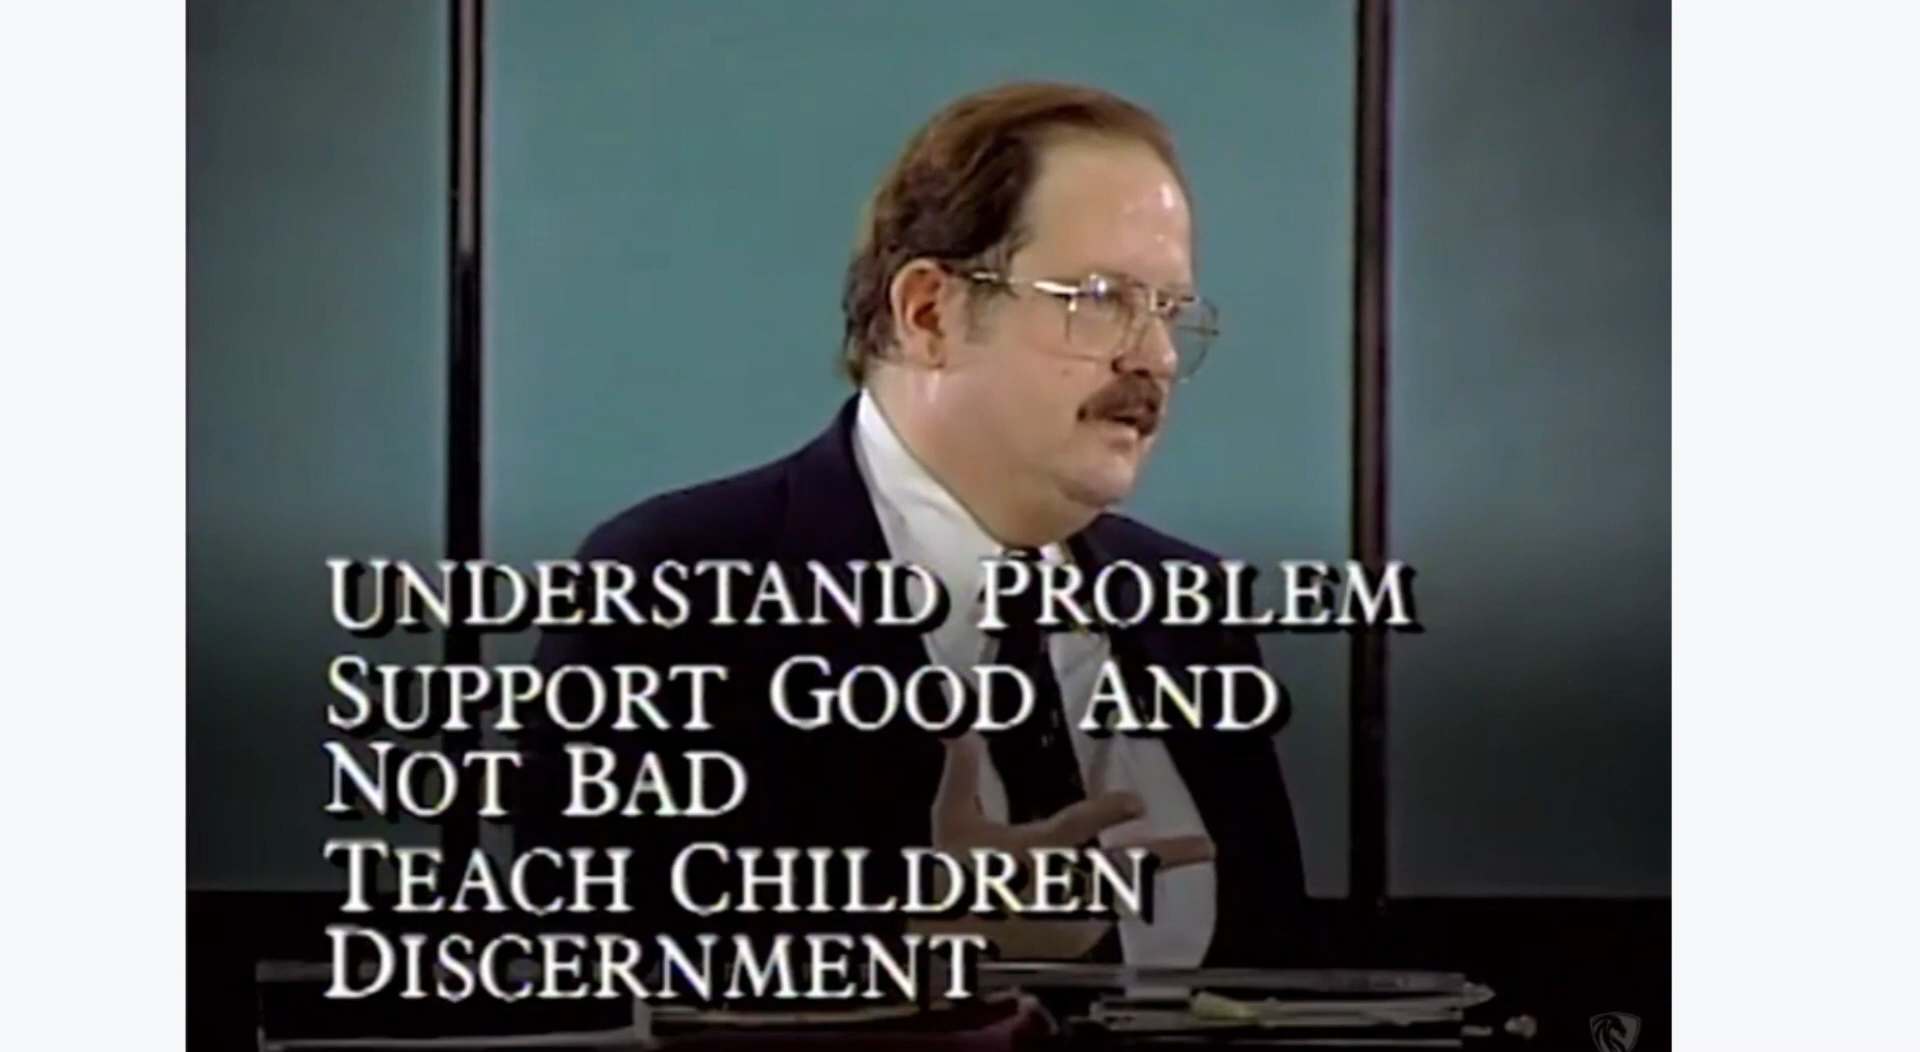 UNDERSTAND PROBLEM
SUPPORT GOOD AND
NOT BAD
TEACH CHILDREN
DISCERNMENT